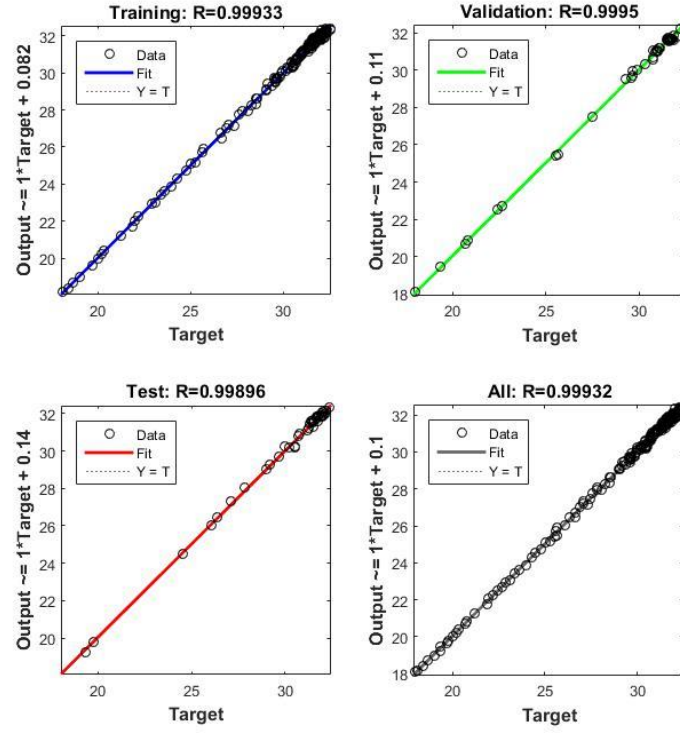 Training: R=0.99933
Output ~= 1*Target + 0.082
32
30
28
26
24
22
20
Data
Fit
Y = T
20
25
30
Target
Validation: R=0.9995
Output ~= 1*Target + 0.11
32
30
28
26
24
22
20
18
Data
Fit
Y = T
20
25
30
Target
Test: R=0.99896
Output ~= 1*Target + 0.14
32
30
28
26
24
22
20
Data
Fit
Y = T
20
25
30
Target
All: R=0.99932
Output ~= 1*Target + 0.1
32
30
28
26
24
22
20
18
Data
Fit
Y = T
20
25
30
Target